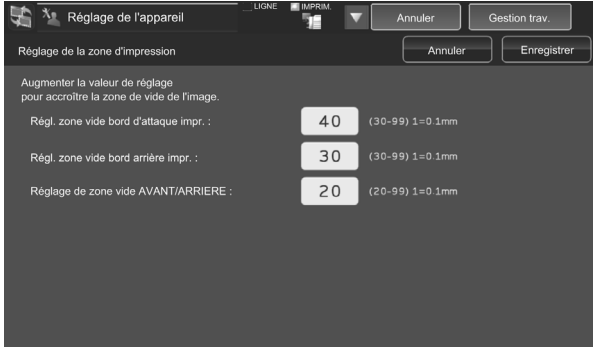 Réglage de l'appareil
LIGNE
IMPRIM.
Annuler
Gestion trav.
Réglage de la zone d'impression
Annuler
Enregistrer
Augmenter la valeur de réglage
pour accroître la zone de vide de l'image.
Régl. zone vide bord d'attaque impr. : 40 (30-99) 1=0.1mm
Régl. zone vide bord arrière impr. : 30 (30-99) 1=0.1mm
Réglage de zone vide AVANT/ARRIERE : 20 (20-99) 1=0.1mm